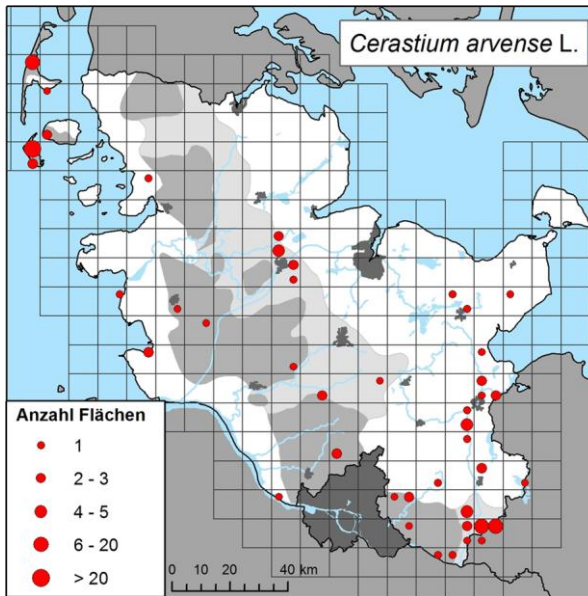 Cerastium arvense L.
Anzahl Flächen
1
2 - 3
4 - 5
6 - 20
> 20
0 10 20 40 km